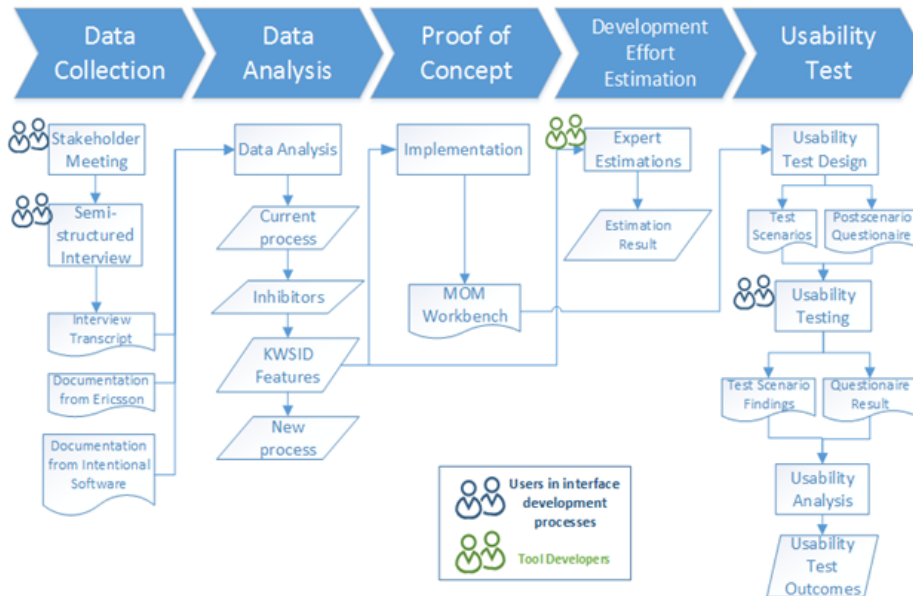 Data
Collection
Data
Analysis
Proof of
Concept
Development
Effort
Estimation
Usability
Test
Stakeholder
Meeting
Semi-
structured
Interview
Interview
Transcript
Documentation
from Ericsson
Documentation
from Intentional
Software
Data Analysis
Current
process
Inhibitors
KWSID
Features
New
process
Implementation
MOM
Workbench
Expert
Estimations
Estimation
Result
Usability
Test Design
Test
Scenarios
Postscenario
Questionaire
Usability
Testing
Test Scenario
Findings
Questionaire
Result
Usability
Analysis
Usability
Test
Outcomes
Users in interface
development
processes
Tool Developers